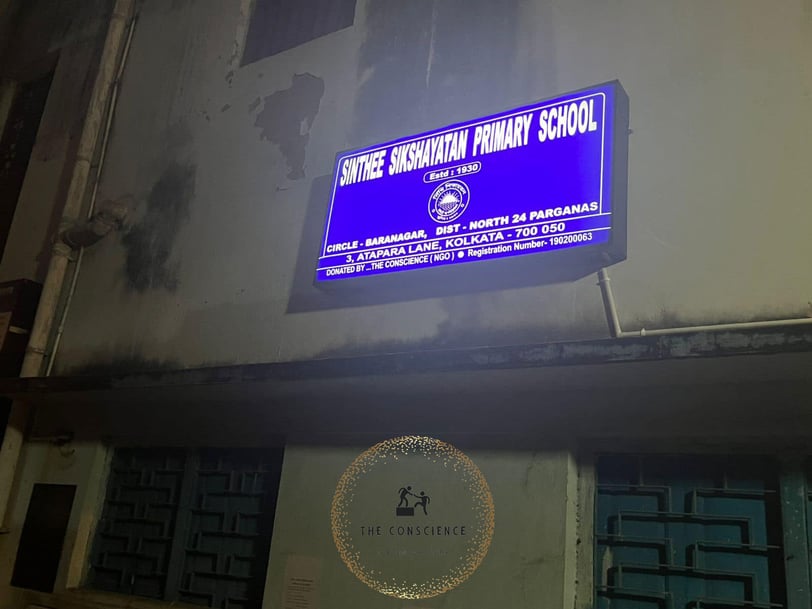 SINTHEE SIKSHAYATAN PRIMARY SCHOOL
Estd : 1930
CIRCLE - BARANAGAR, DIST - NORTH 24 PARGANAS
3, ATAPARA LANE, KOLKATA - 700 050
DONATED BY ...THE CONSCIENCE ( NGO ) ● Registration Number- 190200063
THE CONSCIENCE